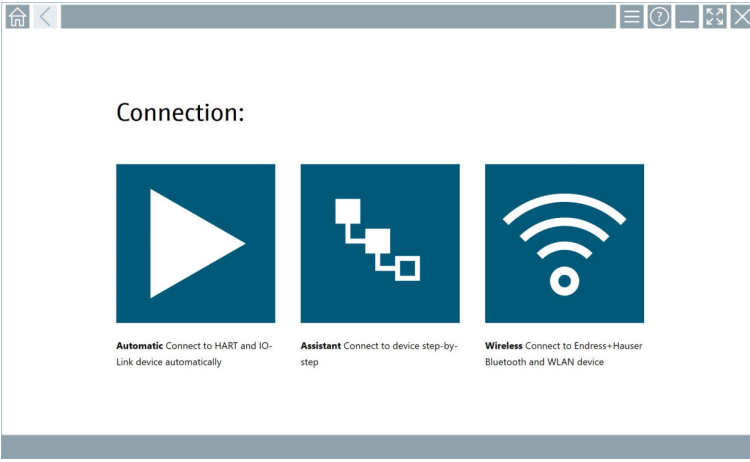 Connection:
Automatic Connect to HART and IO-
Link device automatically
Assistant Connect to device step-by-
step
Wireless Connect to Endress+Hauser
Bluetooth and WLAN device